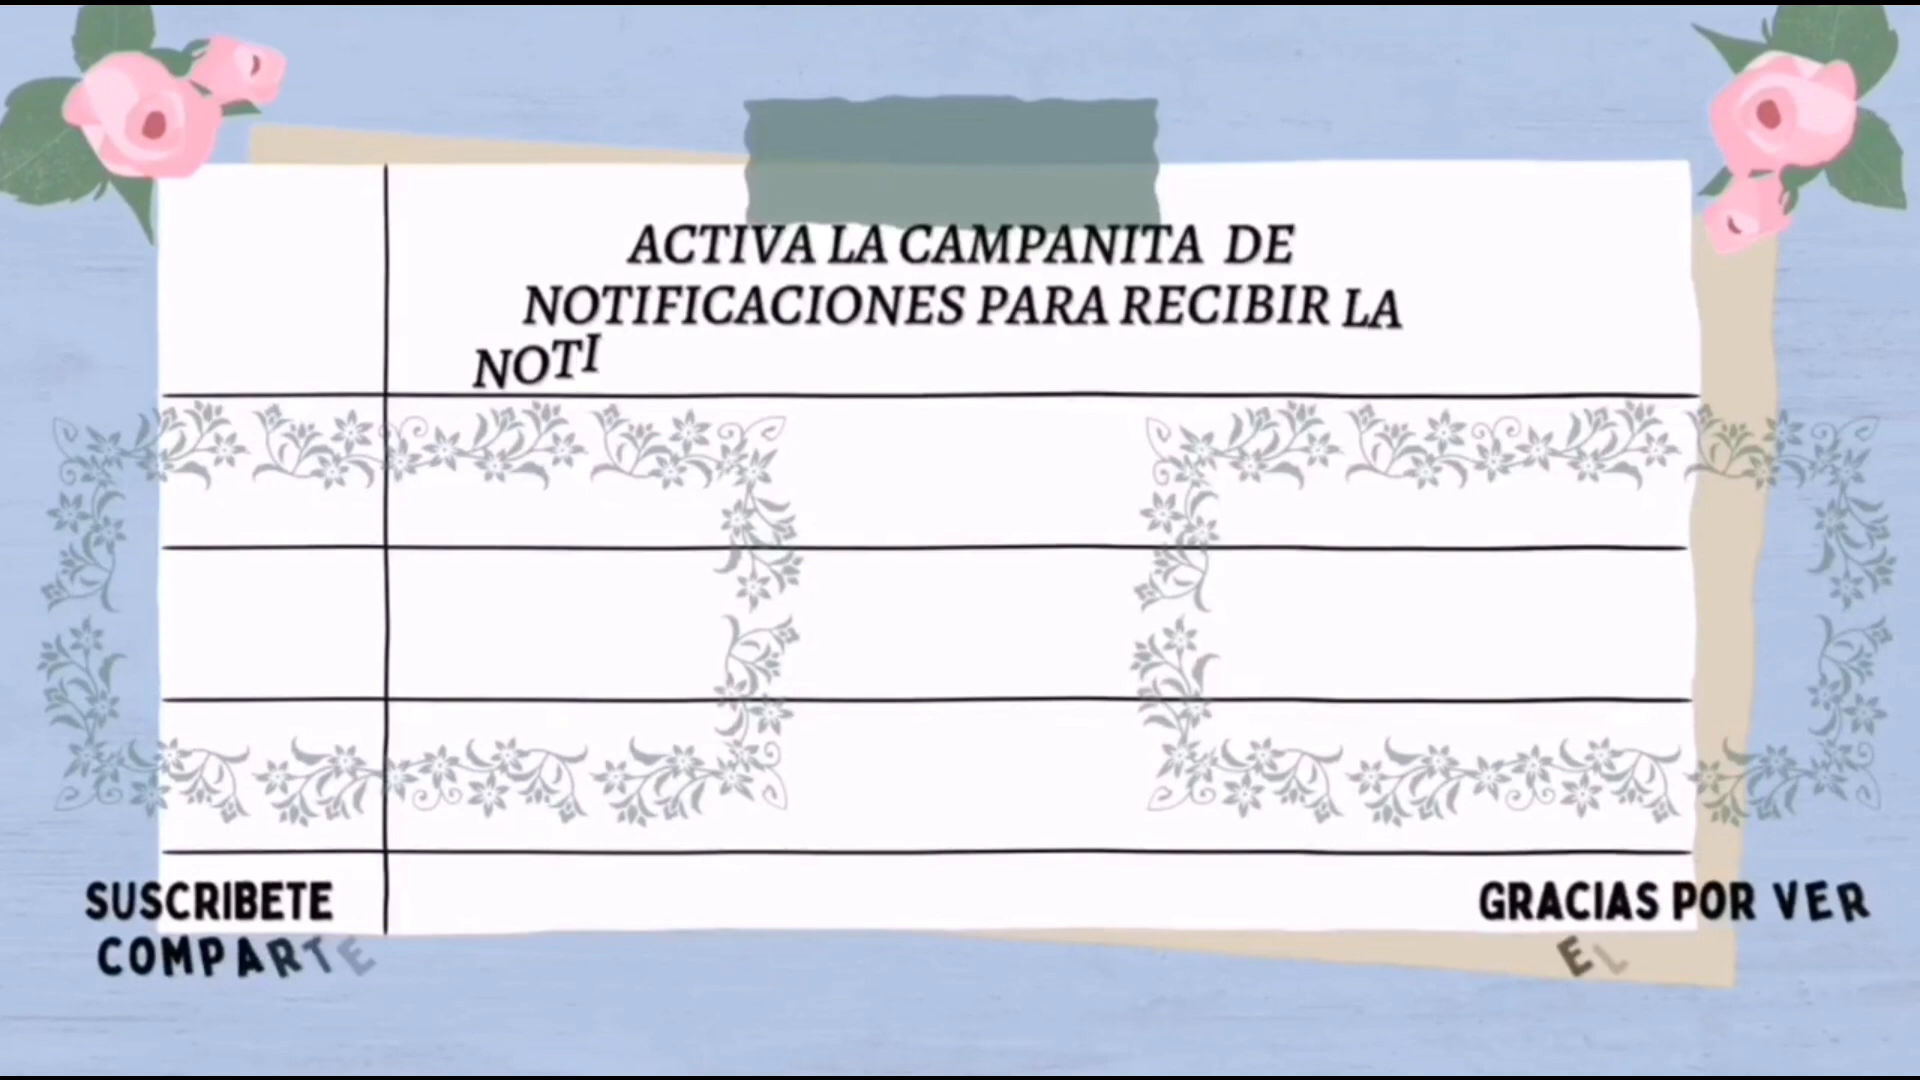 ACTIVA LA CAMPANITA DE
NOTIFICACIONES PARA RECIBIR LA
NOTI
SUSCRIBETE
COMPARTE
GRACIAS POR VER
EL